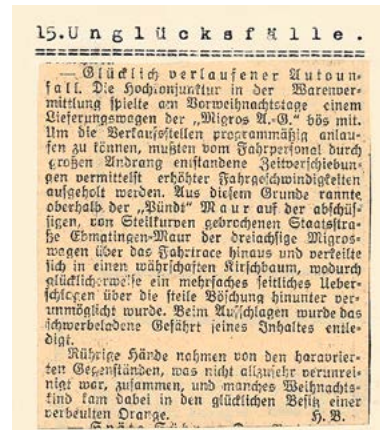 15. Unglücksfälle.
— Glücklich verlaufener Autoun-
fall. Die Hochkonjunktur in der Warenver-
mittlung spielte am Vorweihnachtstage einem
Lieferungswagen der „Migros A.-G.“ bös mit.
Um die Verkaufsstellen programmäßig anlau-
fen zu können, mußten vom Fahrpersonal durch
großen Andrang entstandene Zeitverschiebun-
gen vermittelst erhöhter Fahrgeschwindigkeiten
aufgeholt werden. Aus diesem Grunde rannte
oberhalb der „Pündt“ Maur auf der abschüs-
sigen, von Steilkurven gebrochenen Staatsstra-
ße Ebmatingen-Maur der dreiachsige Migros-
wagen über das Fahrtrace hinaus und verkeilte
sich in einen währschaften Kirschbaum, wodurch
glücklicherweise ein mehrfaches seitliches Ueber-
schlagen über die steile Böschung hinunter ver-
unmöglicht wurde. Beim Aufschlagen wurde das
schwerbeladene Gefährt seines Inhaltes entle-
digt.
Rührige Hände nahmen von den havarier-
ten Gegenständen, was nicht allzusehr verunrei-
nigt war, zusammen, und manches Weihnachts-
kind kam dabei in den glücklichen Besitz einer
verbeulten Orange. H. B.